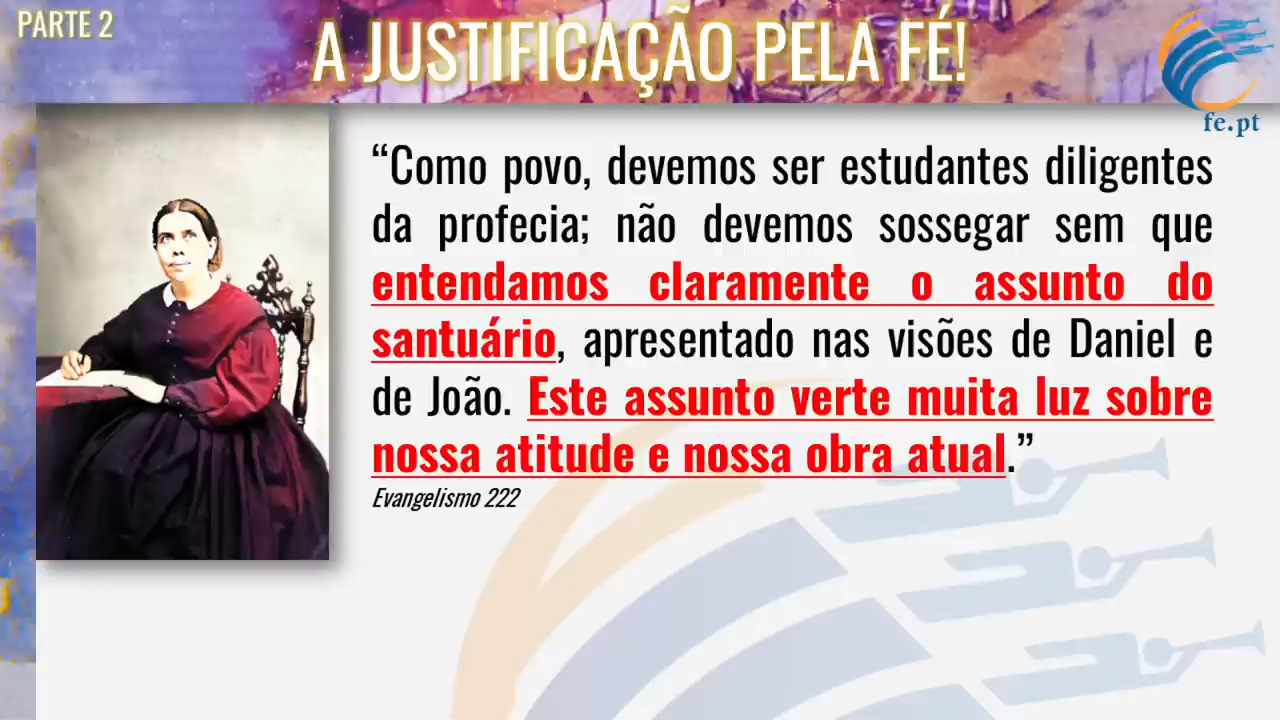 PARTE 2
A JUSTIFICAÇÃO PELA FÉ!
fe.pt
“Como povo, devemos ser estudantes diligentes
da profecia; não devemos sossegar sem que
entendamos claramente o assunto do
santuário, apresentado nas visões de Daniel e
de João. Este assunto verte muita luz sobre
nossa atitude e nossa obra atual.”
Evangelismo 222